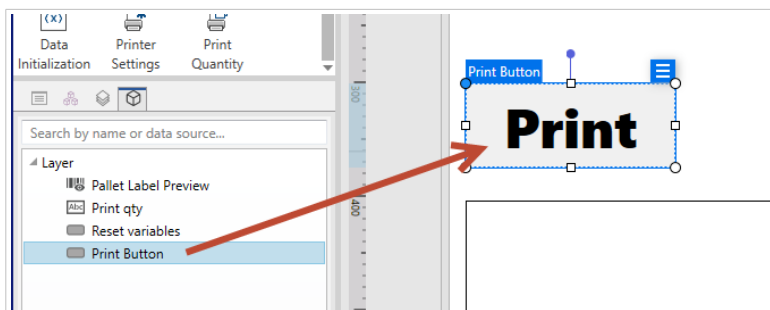 (x)
Data
Initialization
Printer
Settings
Print
Quantity
Search by name or data source...
Layer
Pallet Label Preview
Abc Print qty
Reset variables
Print Button
300
400
Print Button
Print